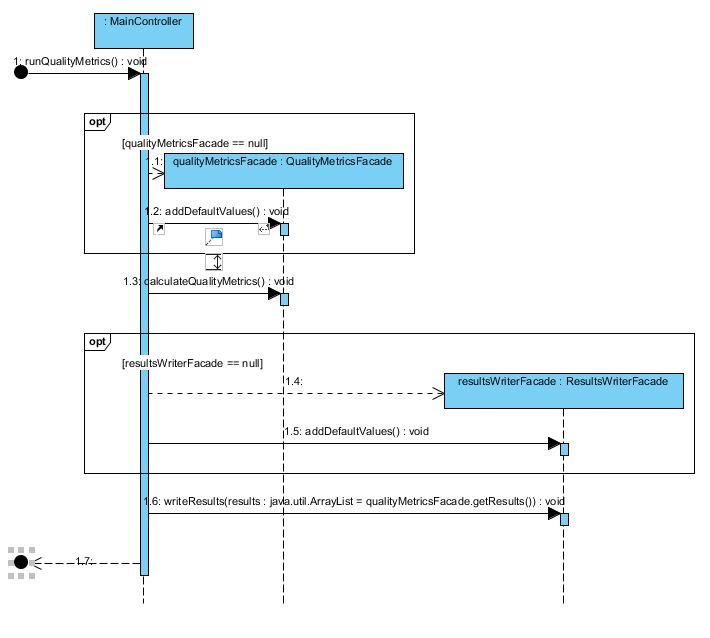 : MainController
1: runQualityMetrics() : void
opt
[qualityMetricsFacade == null]
1.1:
qualityMetricsFacade : QualityMetricsFacade
1.2: addDefaultValues() : void
1.3: calculateQualityMetrics() : void
opt
[resultsWriterFacade == null]
1.4:
resultsWriterFacade : ResultsWriterFacade
1.5: addDefaultValues() : void
1.6: writeResults(results : java.util.ArrayList = qualityMetricsFacade.getResults()) : void
1.7: